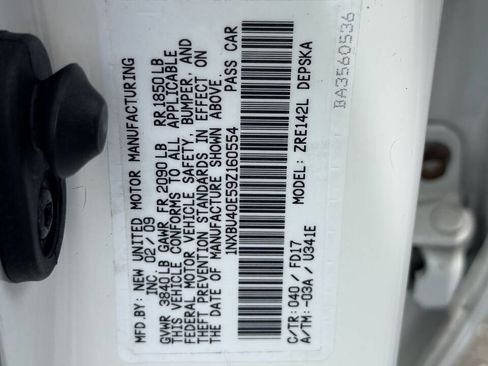 MFD.BY: NEW UNITED MOTOR MANUFACTURING
INC. 02/09
GVWR 3840LB GAWR FR 2090LB RR1850LB
THIS VEHICLE CONFORMS TO ALL APPLICABLE
FEDERAL MOTOR VEHICLE SAFETY, BUMPER, AND
THEFT PREVENTION STANDARDS IN EFFECT ON
THE DATE OF MANUFACTURE SHOWN ABOVE.
1NXBU40E59Z160554 PASS CAR
C/TR: 040 / FD17 MODEL: ZRE142L DEPSKA
A/TM: -03A / U341E
BA3560536